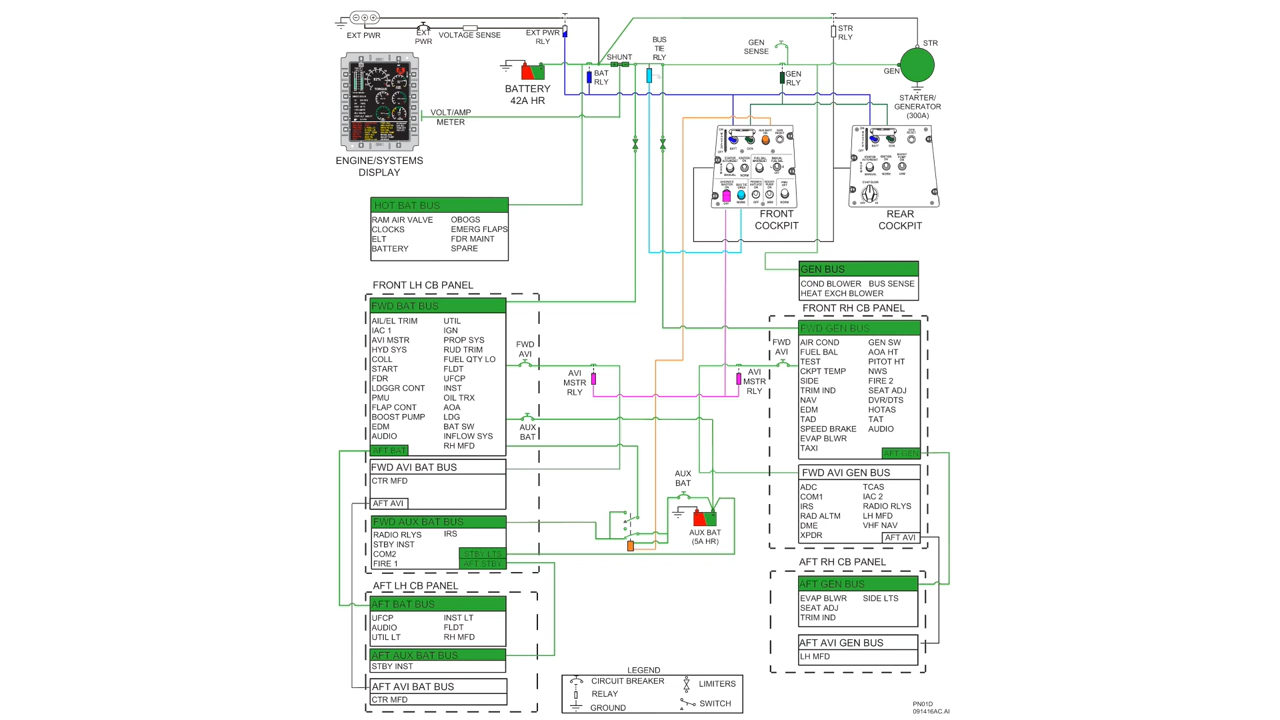 EXT PWR
EXT
PWR
VOLTAGE SENSE
EXT PWR
RLY
BUS
TIE
RLY
GEN
SENSE
STR
RLY
STR
GEN
SHUNT
BAT
RLY
GEN
RLY
BATTERY
42A HR
STARTER/
GENERATOR
(300A)
VOLT/AMP
METER
ENGINE/SYSTEMS
DISPLAY
FRONT
COCKPIT
REAR
COCKPIT
HOT BAT BUS
RAM AIR VALVE OBOGS
CLOCKS EMERG FLAPS
ELT FDR MAINT
BATTERY SPARE
GEN BUS
COND BLOWER BUS SENSE
HEAT EXCH BLOWER
FRONT LH CB PANEL
FWD BAT BUS
AIL/EL TRIM UTIL
IAC 1 IGN
AVI MSTR PROP SYS
HYD SYS RUD TRIM
COLL FUEL QTY LO
START FLDT
FDR UFCP
LDGGR CONT INST
PMU OIL TRX
FLAP CONT AOA
BOOST PUMP LDG
EDM BAT SW
AUDIO INFLOW SYS
RH MFD
AFT BAT
FWD AVI BAT BUS
CTR MFD
AFT AVI
FWD AUX BAT BUS
RADIO RLYS IRS
STBY INST
COM2 STBY LTS
FIRE 1 AFT STBY
AFT LH CB PANEL
AFT BAT BUS
UFCP INST LT
AUDIO FLDT
UTIL LT RH MFD
AFT AUX BAT BUS
STBY INST
AFT AVI BAT BUS
CTR MFD
FWD
AVI
AVI
MSTR
RLY
AUX
BAT
AUX
BAT
AUX BAT
(5A HR)
AVI
MSTR
RLY
FWD
AVI
FRONT RH CB PANEL
FWD GEN BUS
AIR COND GEN SW
FUEL BAL AOA HT
TEST PITOT HT
CKPT TEMP NWS
SIDE FIRE 2
TRIM IND SEAT ADJ
NAV DVR/DTS
EDM HOTAS
TAD TAT
SPEED BRAKE AUDIO
EVAP BLWR
TAXI AFT GEN
FWD AVI GEN BUS
ADC TCAS
COM1 IAC 2
IRS RADIO RLYS
RAD ALTM LH MFD
DME VHF NAV
XPDR AFT AVI
AFT RH CB PANEL
AFT GEN BUS
EVAP BLWR SIDE LTS
SEAT ADJ
TRIM IND
AFT AVI GEN BUS
LH MFD
LEGEND
CIRCUIT BREAKER LIMITERS
RELAY
GROUND SWITCH
PN01D
091416AC.AI